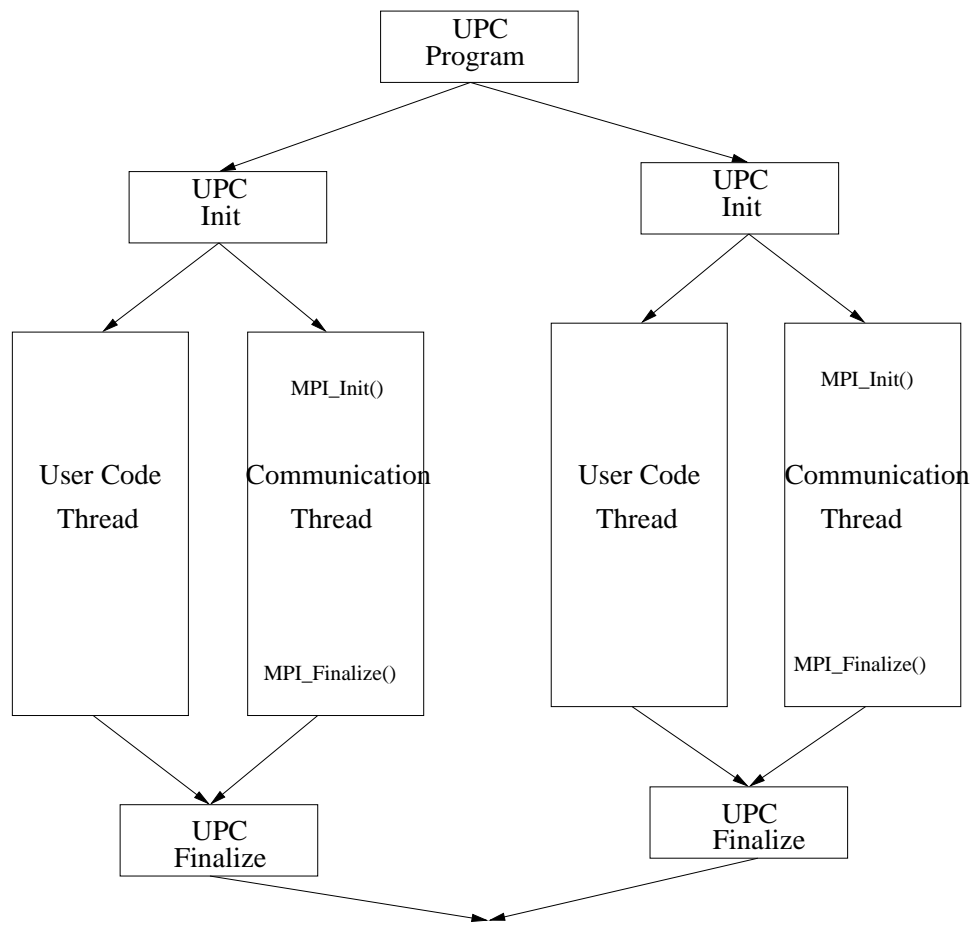 UPC
Program
UPC
Init
UPC
Init
MPI_Init()
User Code
Thread
Communication
Thread
MPI_Finalize()
MPI_Init()
User Code
Thread
Communication
Thread
MPI_Finalize()
UPC
Finalize
UPC
Finalize